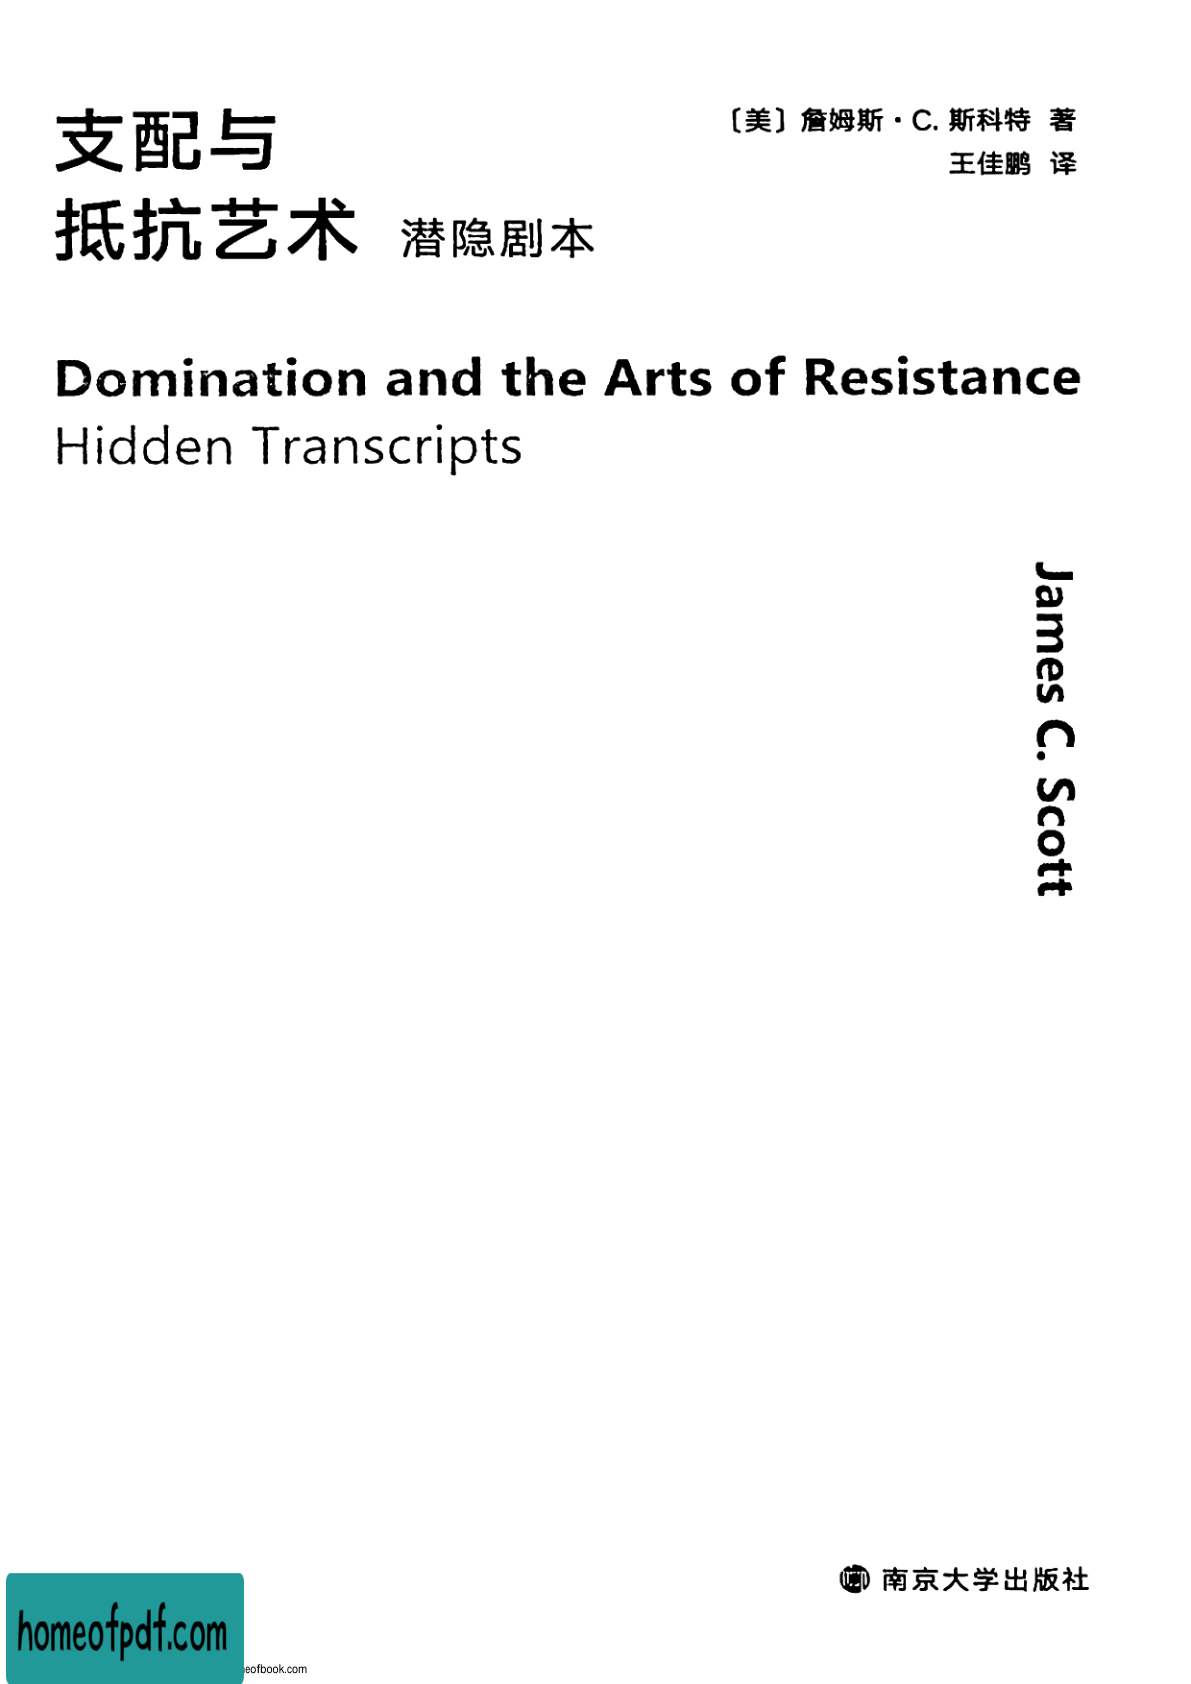 支配与
抵抗艺术 潜隐剧本
〔美〕詹姆斯·C. 斯科特 著
王佳鹏 译
Domination and the Arts of Resistance
Hidden Transcripts
James C. Scott
南京大学出版社
homeofpdf.com
eofbook.com